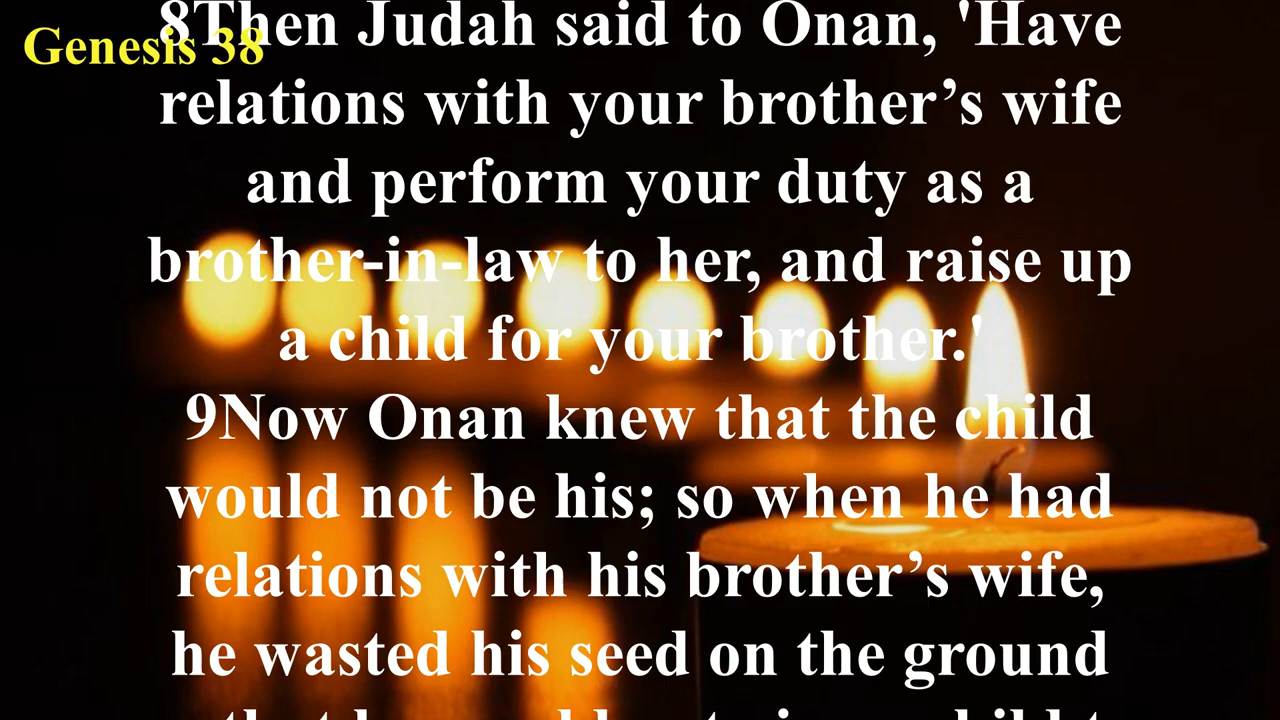 Genesis 38
8Then Judah said to Onan, 'Have
relations with your brother’s wife
and perform your duty as a
brother-in-law to her, and raise up
a child for your brother.'
9Now Onan knew that the child
would not be his; so when he had
relations with his brother’s wife,
he wasted his seed on the ground